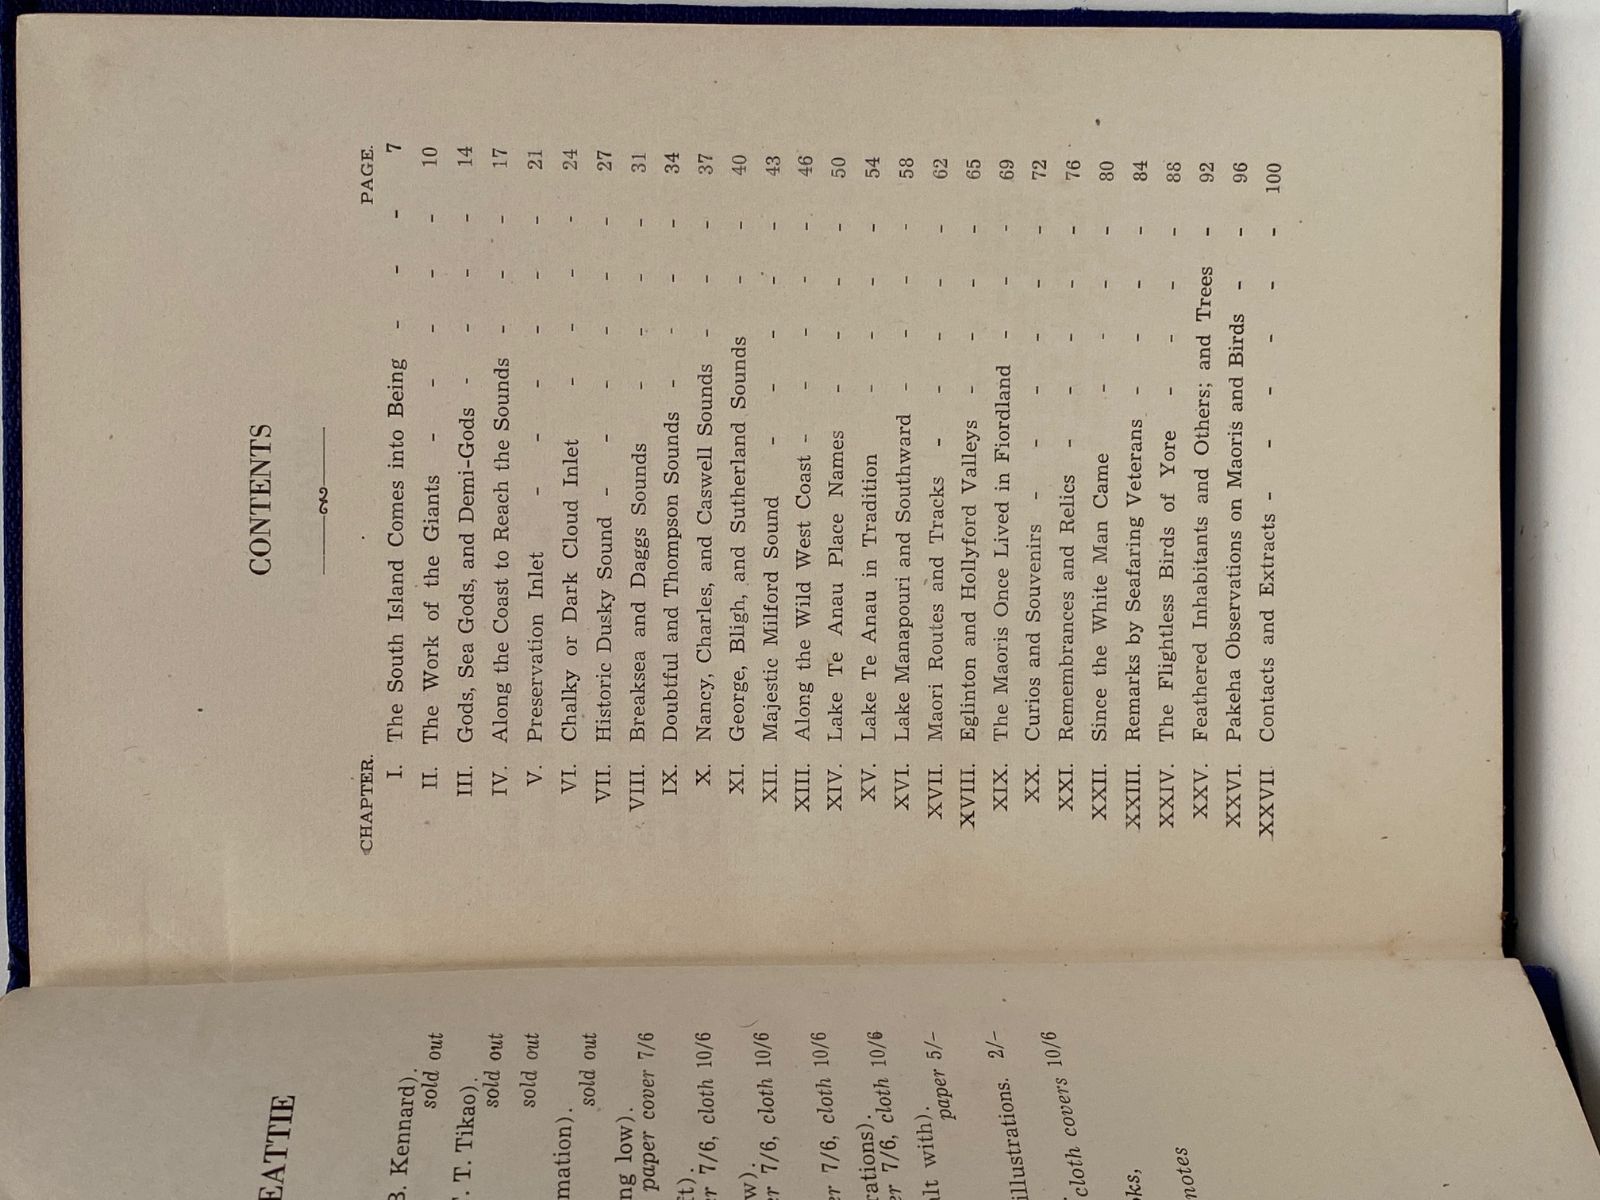 EATTIE
B. Kennard).
sold out
T. Tikao).
sold out
sold out
mation).
sold out
ng low).
paper cover 7/6
7/6, cloth 10/6
7/6, cloth 10/6
7/6, cloth 10/6
rations).
7/6, cloth 10/6
alt with).
paper 5/-
illustrations. 2/-
cloth covers 10/6
notes
CONTENTS
CHAPTER. PAGE.
I. The South Island Comes into Being - - - 7
II. The Work of the Giants - - - - - 10
III. Gods, Sea Gods, and Demi-Gods - - - - 14
IV. Along the Coast to Reach the Sounds - - - 17
V. Preservation Inlet - - - - - - 21
VI. Chalky or Dark Cloud Inlet - - - - 24
VII. Historic Dusky Sound - - - - - - 27
VIII. Breaksea and Daggs Sounds - - - - 31
IX. Doubtful and Thompson Sounds - - - - 34
X. Nancy, Charles, and Caswell Sounds - - - 37
XI. George, Bligh, and Sutherland Sounds - - 40
XII. Majestic Milford Sound - - - - - 43
XIII. Along the Wild West Coast - - - - - 46
XIV. Lake Te Anau Place Names - - - - 50
XV. Lake Te Anau in Tradition - - - - 54
XVI. Lake Manapouri and Southward - - - - 58
XVII. Maori Routes and Tracks - - - - - 62
XVIII. Eglinton and Hollyford Valleys - - - - 65
XIX. The Maoris Once Lived in Fiordland - - - 69
XX. Curios and Souvenirs - - - - - - 72
XXI. Remembrances and Relics - - - - - 76
XXII. Since the White Man Came - - - - 80
XXIII. Remarks by Seafaring Veterans - - - - 84
XXIV. The Flightless Birds of Yore - - - - 88
XXV. Feathered Inhabitants and Others; and Trees - 92
XXVI. Pakeha Observations on Maoris and Birds - - 96
XXVII Contacts and Extracts - - - - - - 100